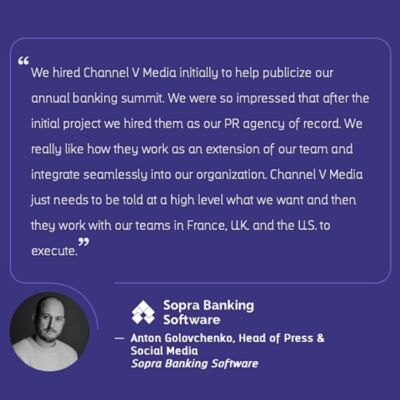 “We hired Channel V Media initially to help publicize our
annual banking summit. We were so impressed that after the
initial project we hired them as our PR agency of record. We
really like how they work as an extension of our team and
integrate seamlessly into our organization. Channel V Media
just needs to be told at a high level what we want and then
they work with our teams in France, U.K. and the U.S. to
execute.”
Sopra Banking
Software
— Anton Golovchenko, Head of Press &
Social Media
Sopra Banking Software